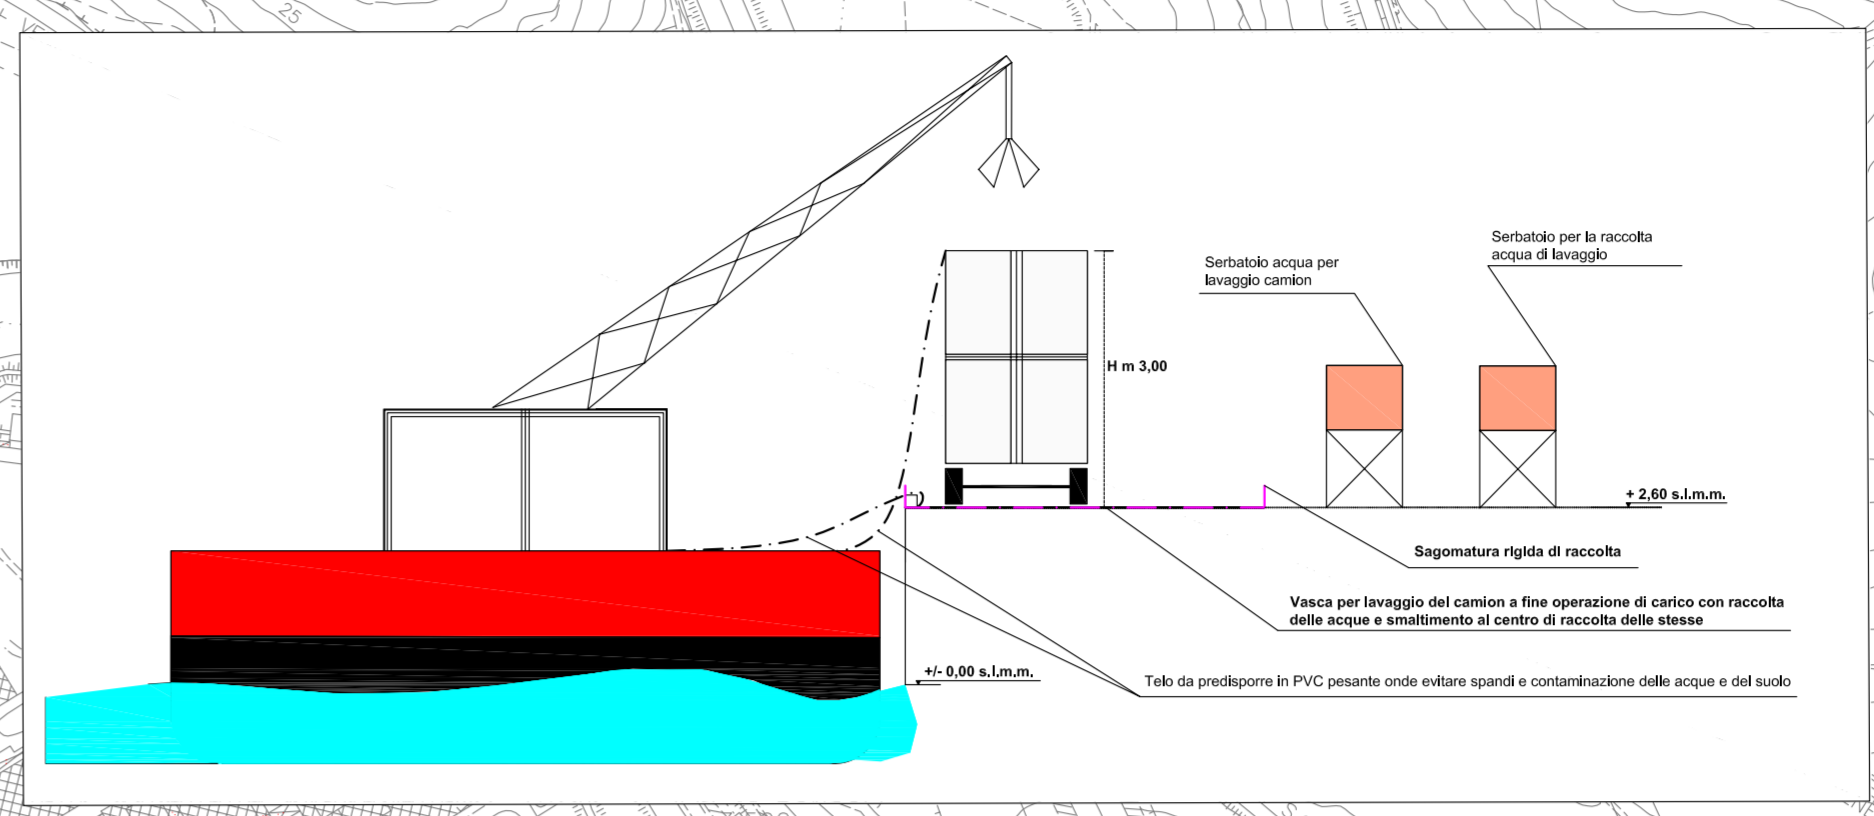 25
Serbatoio per la raccolta
acqua di lavaggio
Serbatoio acqua per
lavaggio camion
H m 3,00
+ 2,60 s.l.m.m.
Sagomatura rigida di raccolta
Vasca per lavaggio del camion a fine operazione di carico con raccolta
delle acque e smaltimento al centro di raccolta delle stesse
+/- 0,00 s.l.m.m.
Telo da predisporre in PVC pesante onde evitare spandi e contaminazione delle acque e del suolo